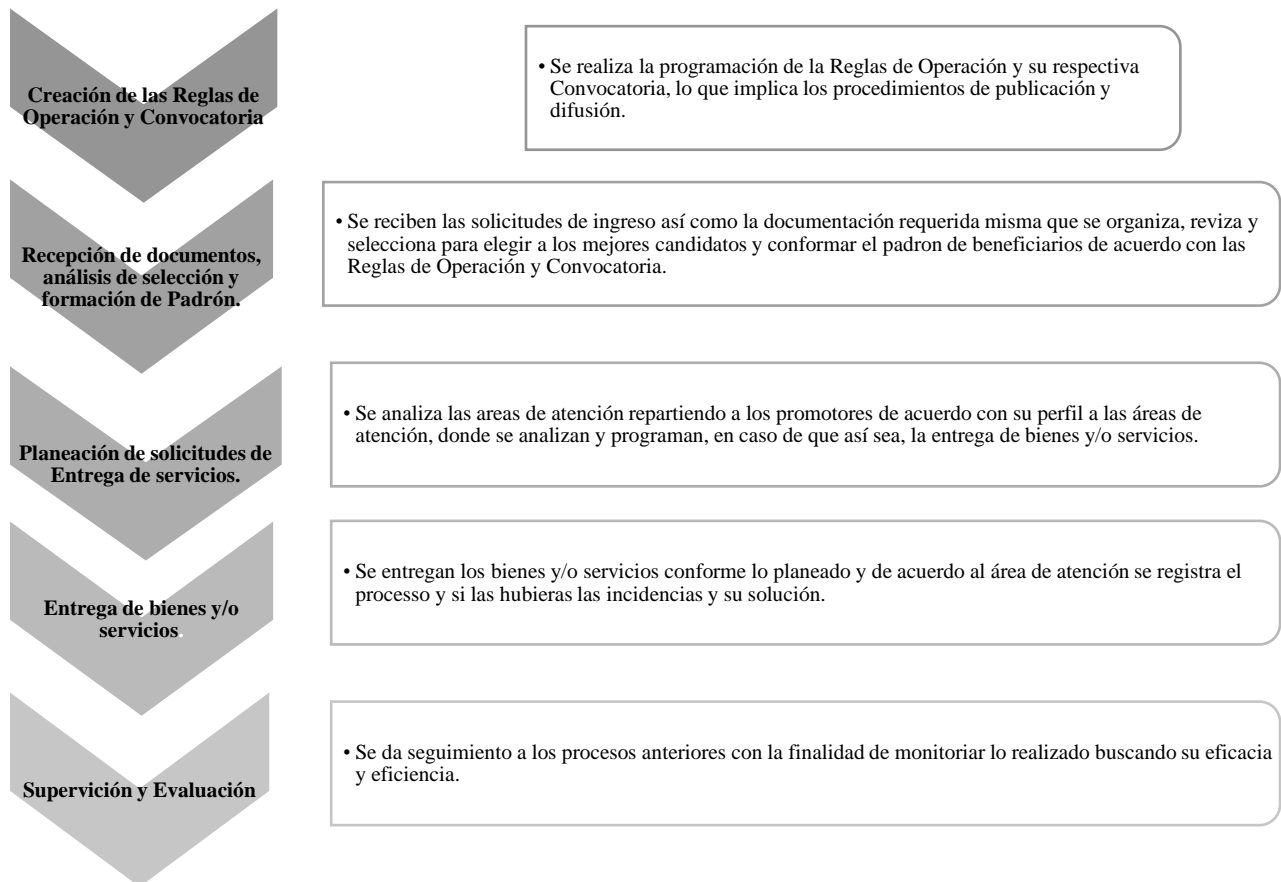 Creación de las Reglas de
Operación y Convocatoria
• Se realiza la programación de la Reglas de Operación y su respectiva
Convocatoria, lo que implica los procedimientos de publicación y
difusión.
Recepción de documentos,
análisis de selección y
formación de Padrón.
• Se reciben las solicitudes de ingreso así como la documentación requerida misma que se organiza, reviza y
selecciona para elegir a los mejores candidatos y conformar el padron de beneficiarios de acuerdo con las
Reglas de Operación y Convocatoria.
Planeación de solicitudes de
Entrega de servicios.
• Se analiza las areas de atención repartiendo a los promotores de acuerdo con su perfil a las áreas de
atención, donde se analizan y programan, en caso de que así sea, la entrega de bienes y/o servicios.
Entrega de bienes y/o
servicios.
• Se entregan los bienes y/o servicios conforme lo planeado y de acuerdo al área de atención se registra el
proceso y si las hubieras las incidencias y su solución.
Supervición y Evaluación
• Se da seguimiento a los procesos anteriores con la finalidad de monitoriar lo realizado buscando su eficacia
y eficiencia.